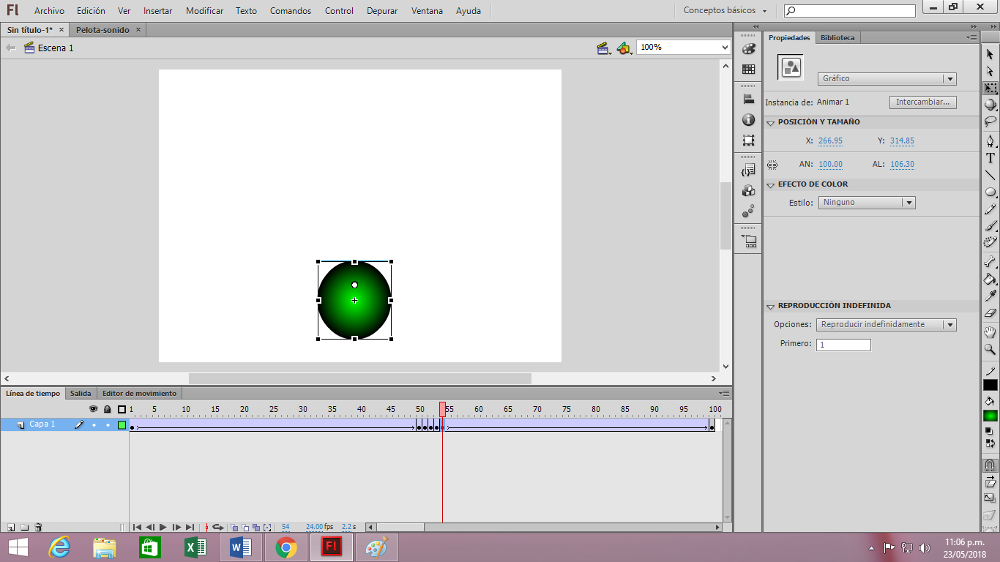 Fl Archivo Edición Ver Insertar Modificar Texto Comandos Control Depurar Ventana Ayuda Conceptos básicos
Sin título-1* Pelota-sonido
Escena 1 100%
Propiedades Biblioteca
Gráfico
Instancia de: Animar 1 Intercambiar...
POSICIÓN Y TAMAÑO
X: 266.95 Y: 314.85
AN: 100.00 AL: 106.30
EFECTO DE COLOR
Estilo: Ninguno
REPRODUCCIÓN INDEFINIDA
Opciones: Reproducir indefinidamente
Primero: 1
Línea de tiempo Salida Editor de movimiento
1 5 10 15 20 25 30 35 40 45 50 55 60 65 70 75 80 85 90 95 100
Capa 1
54 24.00 fps 2.2 s
Fl
11:06 p.m.
23/05/2018